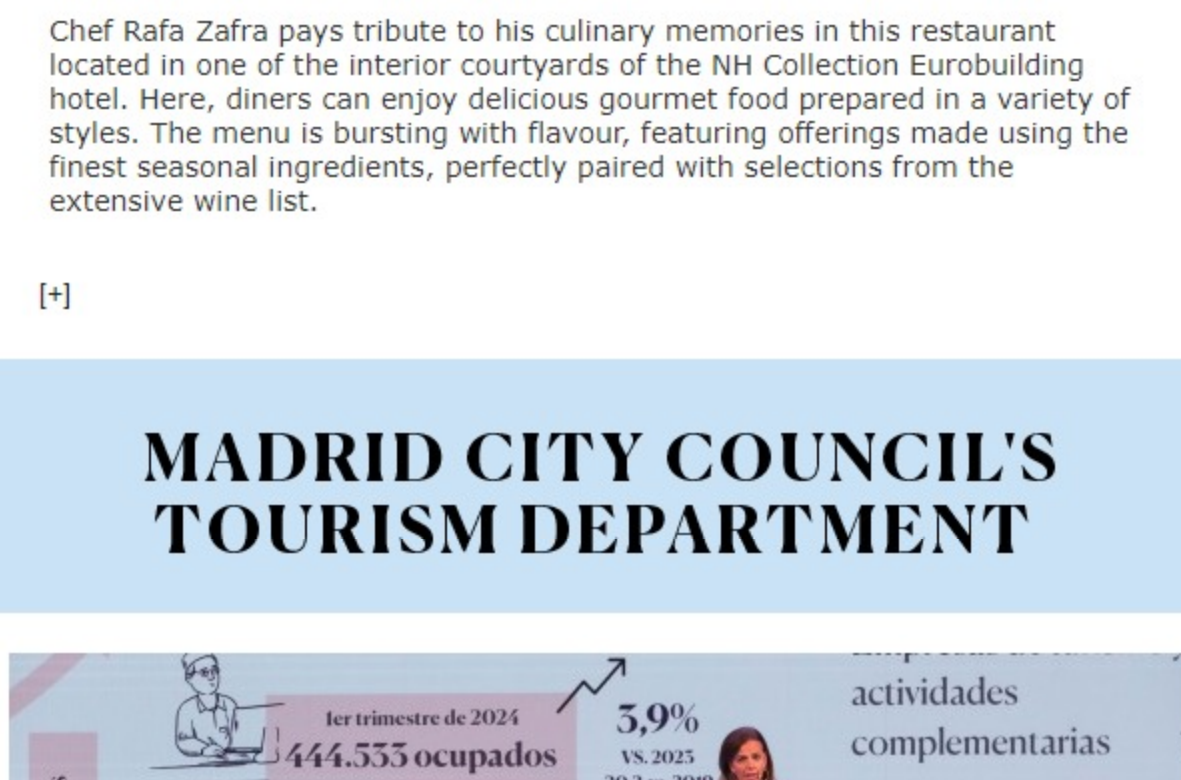 Chef Rafa Zafra pays tribute to his culinary memories in this restaurant
located in one of the interior courtyards of the NH Collection Eurobuilding
hotel. Here, diners can enjoy delicious gourmet food prepared in a variety of
styles. The menu is bursting with flavour, featuring offerings made using the
finest seasonal ingredients, perfectly paired with selections from the
extensive wine list.
[+]
MADRID CITY COUNCIL'S
TOURISM DEPARTMENT
1er trimestre de 2024
444.533 ocupados
3,9%
VS. 2023
actividades
complementarias